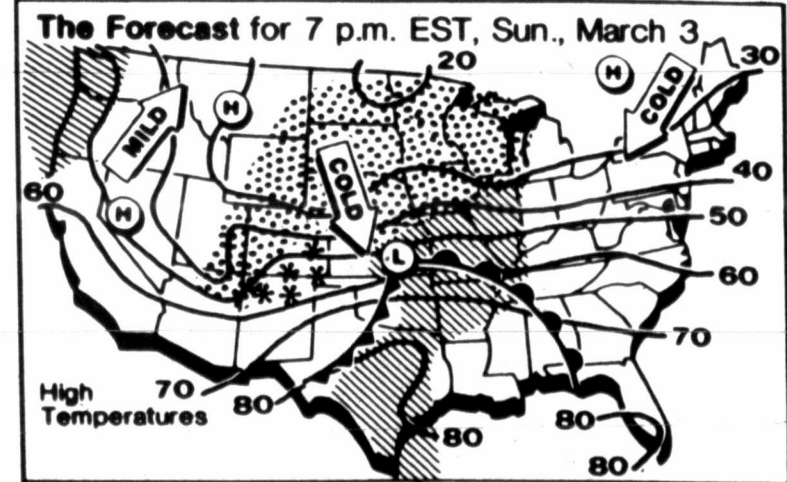 The Forecast for 7 p.m. EST, Sun., March 3
20
30
H
COLD
H
MILD
COLD
40
60
H
50
L
60
70
High
Temperatures
70
80
80
80
80